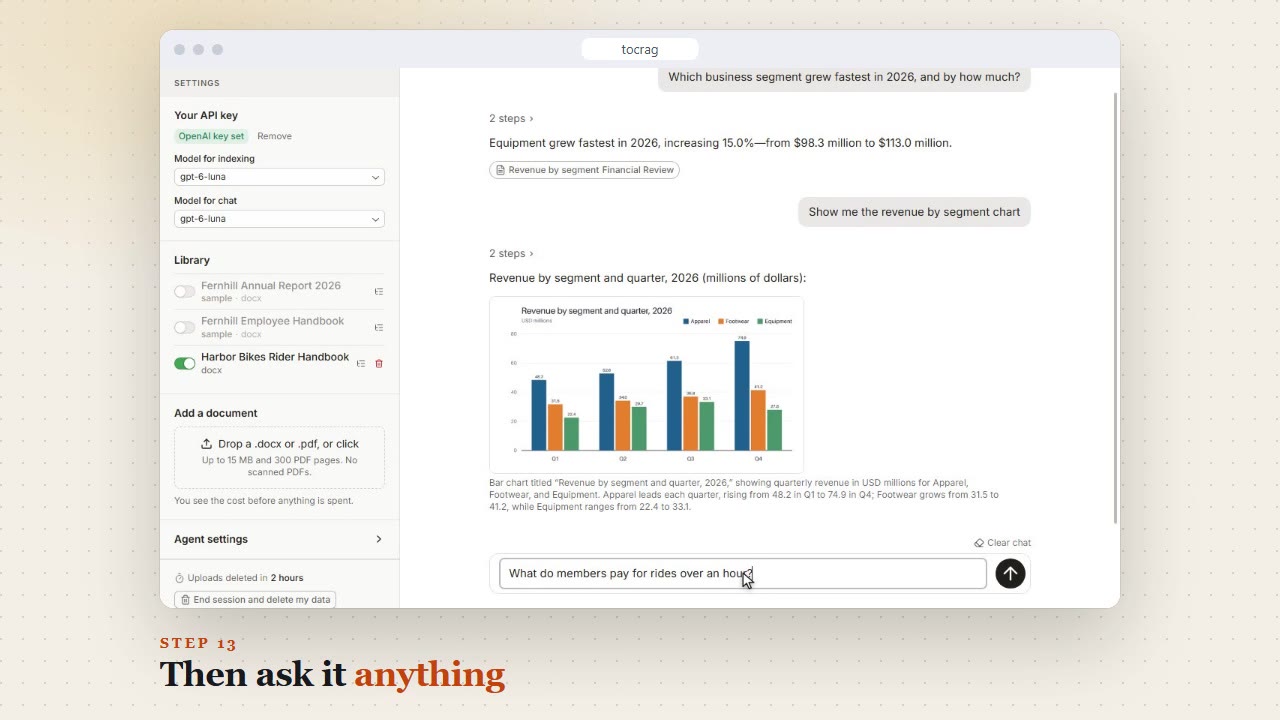 tocrag
SETTINGS
Your API key
OpenAI key set Remove
Model for indexing
gpt-6-luna
Model for chat
gpt-6-luna
Library
Fernhill Annual Report 2026
sample · docx
Fernhill Employee Handbook
sample · docx
Harbor Bikes Rider Handbook
docx
Add a document
Drop a .docx or .pdf, or click
Up to 15 MB and 300 PDF pages. No
scanned PDFs.
You see the cost before anything is spent.
Agent settings
Uploads deleted in 2 hours
End session and delete my data
Which business segment grew fastest in 2026, and by how much?
2 steps ›
Equipment grew fastest in 2026, increasing 15.0%—from $98.3 million to $113.0 million.
Revenue by segment Financial Review
Show me the revenue by segment chart
2 steps ›
Revenue by segment and quarter, 2026 (millions of dollars):
Revenue by segment and quarter, 2026
USD millions
Apparel Footwear Equipment
80
60
40
20
0
Q1 Q2 Q3 Q4
Bar chart titled “Revenue by segment and quarter, 2026,” showing quarterly revenue in USD millions for Apparel,
Footwear, and Equipment. Apparel leads each quarter, rising from 48.2 in Q1 to 74.9 in Q4; Footwear grows from 31.5 to
41.2, while Equipment ranges from 22.4 to 33.1.
Clear chat
What do members pay for rides over an hour?
STEP 13
Then ask it anything